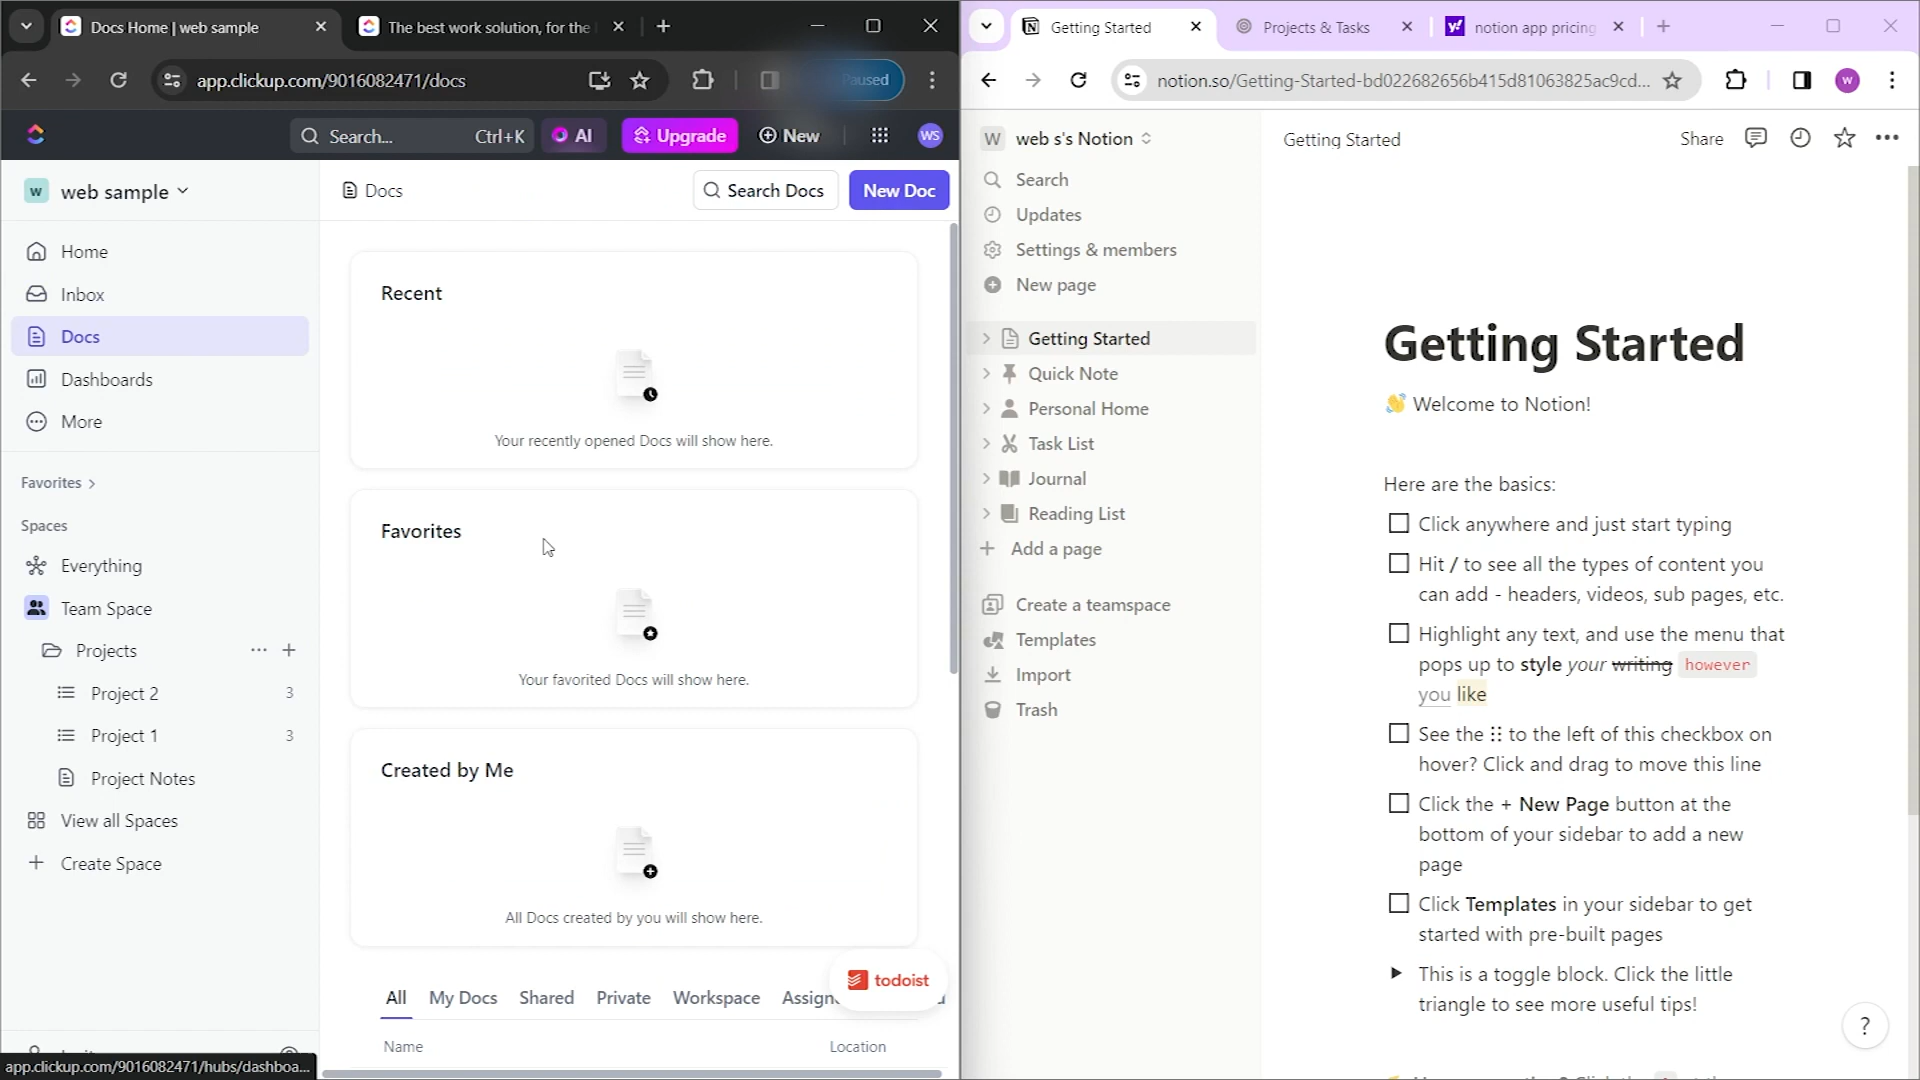 Docs Home | web sample
The best work solution, for the
app.clickup.com/9016082471/docs
Paused
Search...
Ctrl+K
AI
Upgrade
New
WS
w
web sample
Home
Inbox
Docs
Dashboards
More
Favorites
Spaces
Everything
Team Space
Projects
Project 2
3
Project 1
3
Project Notes
View all Spaces
Create Space
app.clickup.com/9016082471/hubs/dashboa...
Docs
Search Docs
New Doc
Recent
Your recently opened Docs will show here.
Favorites
Your favorited Docs will show here.
Created by Me
All Docs created by you will show here.
todoist
All
My Docs
Shared
Private
Workspace
Name
Location
Getting Started
Projects & Tasks
y!
notion app pricing
notion.so/Getting-Started-bd022682656b415d81063825ac9cd...
W
W
web s's Notion
Search
Updates
Settings & members
New page
Getting Started
Quick Note
Personal Home
Task List
Journal
Reading List
Add a page
Create a teamspace
Templates
Import
Trash
Getting Started
Share
Getting Started
👋 Welcome to Notion!
Here are the basics:
Click anywhere and just start typing
Hit / to see all the types of content you
can add - headers, videos, sub pages, etc.
Highlight any text, and use the menu that
pops up to style your writing however
you like
See the ⋮⋮ to the left of this checkbox on
hover? Click and drag to move this line
Click the + New Page button at the
bottom of your sidebar to add a new
page
Click Templates in your sidebar to get
started with pre-built pages
This is a toggle block. Click the little
triangle to see more useful tips!
?